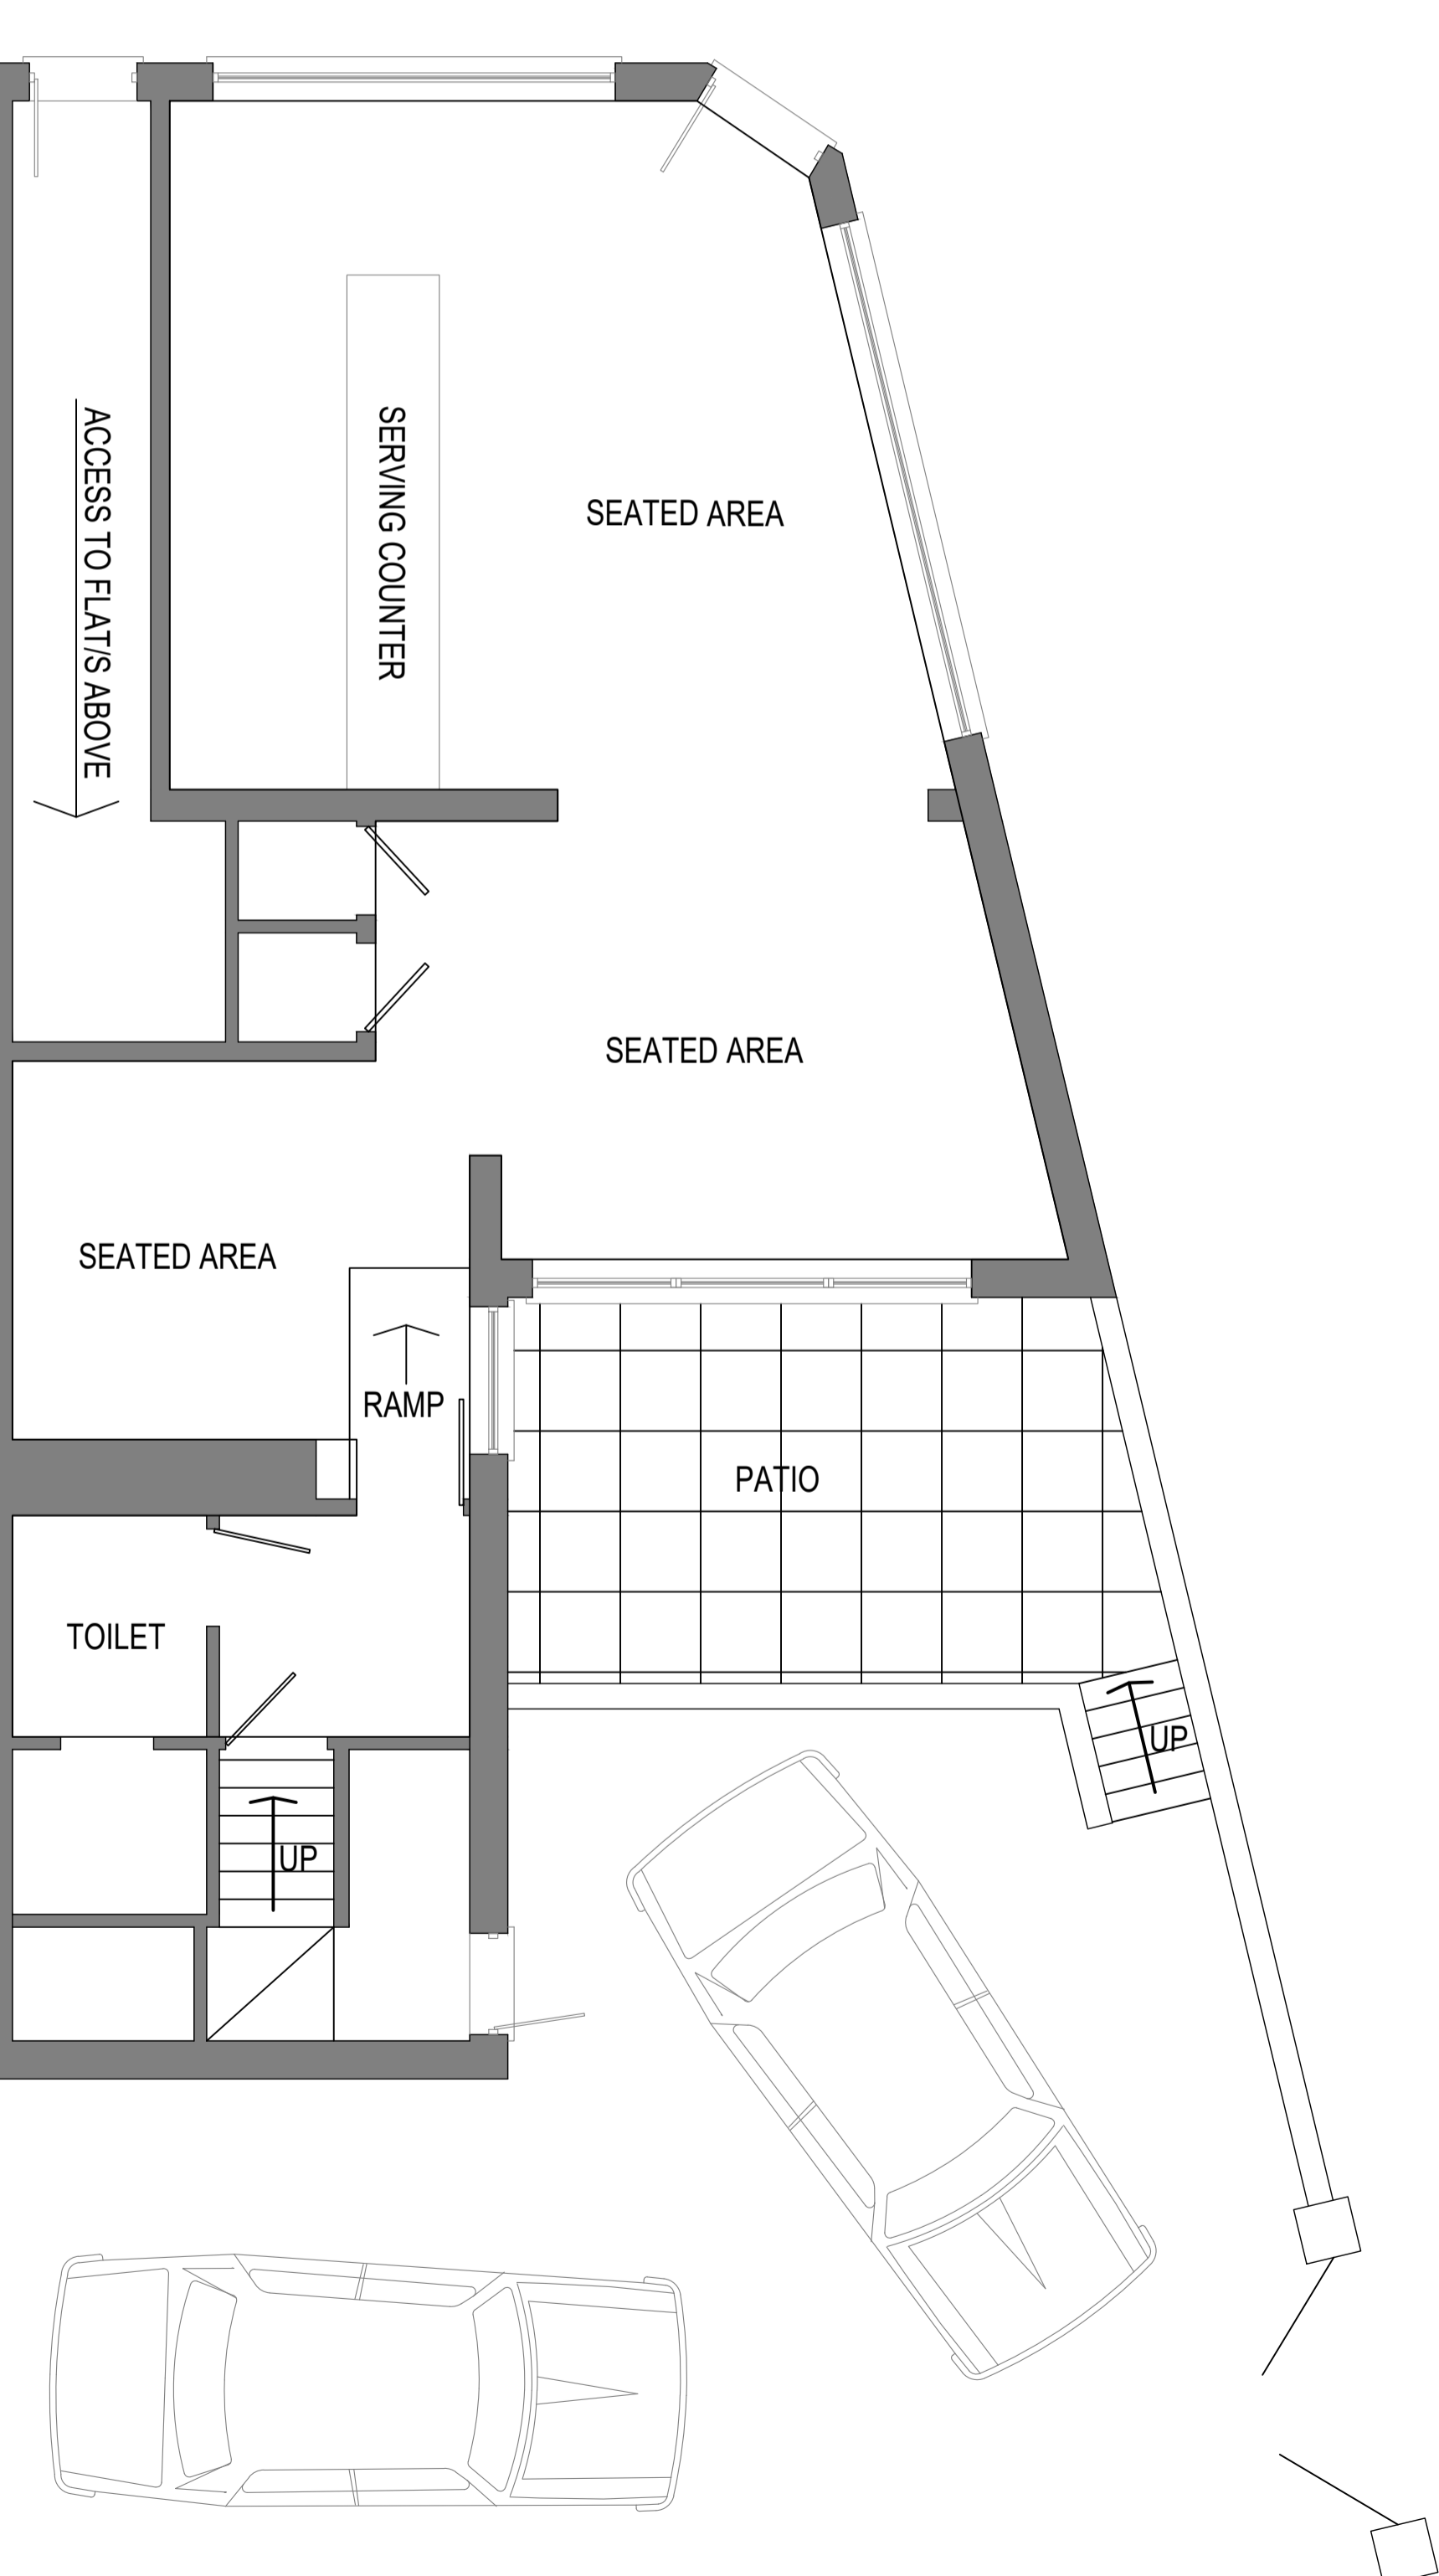 ACCESS TO FLAT/S ABOVE
SERVING COUNTER
SEATED AREA
SEATED AREA
SEATED AREA
RAMP
PATIO
TOILET
UP
UP